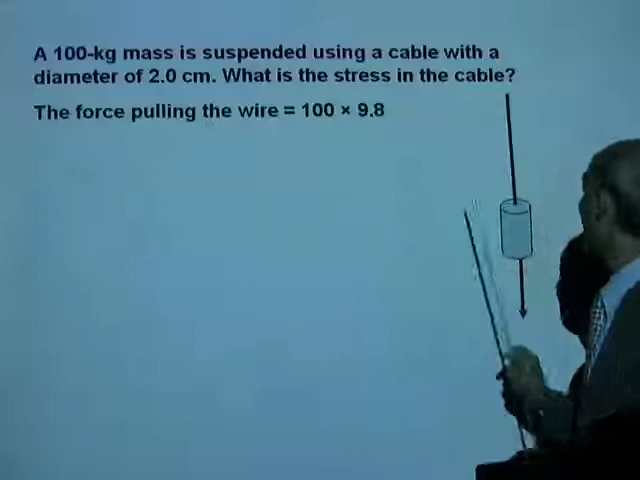 A 100-kg mass is suspended using a cable with a
diameter of 2.0 cm. What is the stress in the cable?
The force pulling the wire = 100 × 9.8